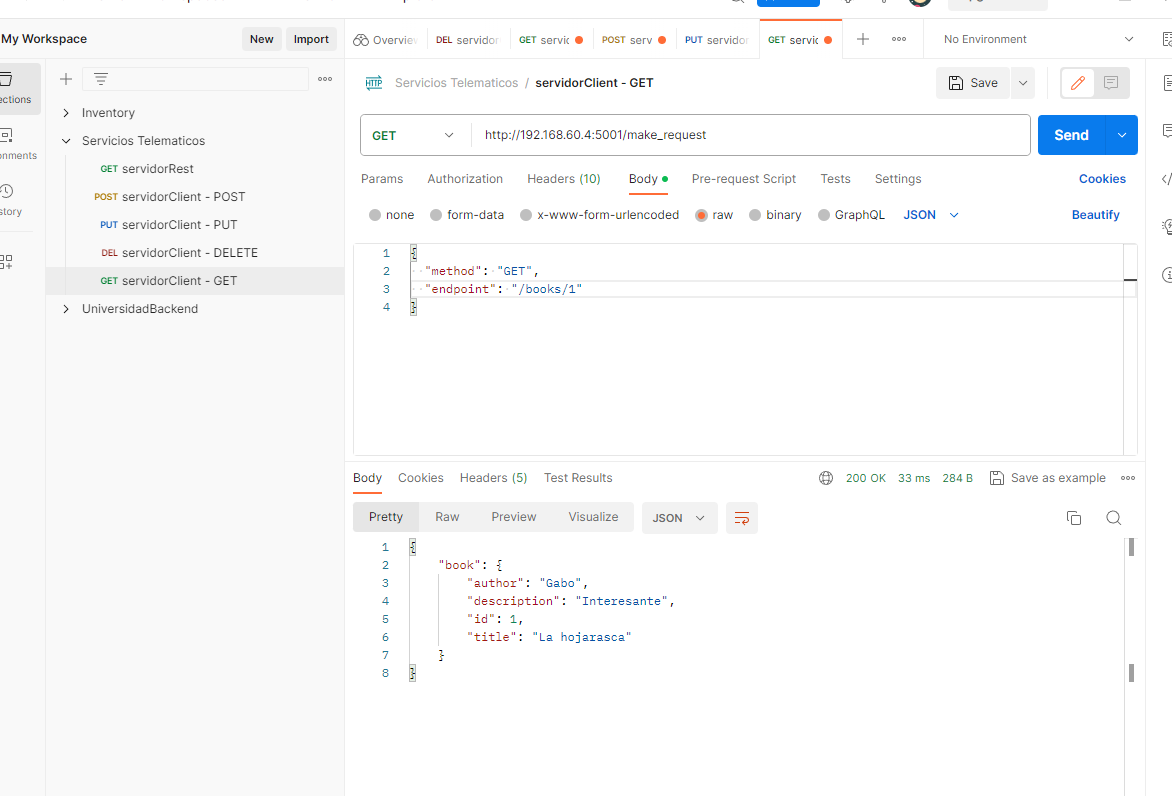 My Workspace
New
Import
ections
onments
story
Inventory
Servicios Telematicos
GET servidorRest
POST servidorClient - POST
PUT servidorClient - PUT
DEL servidorClient - DELETE
GET servidorClient - GET
UniversidadBackend
Overvie
DEL servidor
GET servic
POST serv
PUT servido
GET servic
No Environment
HTTP Servicios Telematicos / servidorClient - GET
Save
GET http://192.168.60.4:5001/make_request
Send
Params Authorization Headers (10) Body Pre-request Script Tests Settings Cookies
none form-data x-www-form-urlencoded raw binary GraphQL JSON Beautify
1 {
2 "method": "GET",
3 "endpoint": "/books/1"
4 }
Body Cookies Headers (5) Test Results 200 OK 33 ms 284 B Save as example
Pretty Raw Preview Visualize JSON
1 {
2 "book": {
3 "author": "Gabo",
4 "description": "Interesante",
5 "id": 1,
6 "title": "La hojarasca"
7 }
8 }